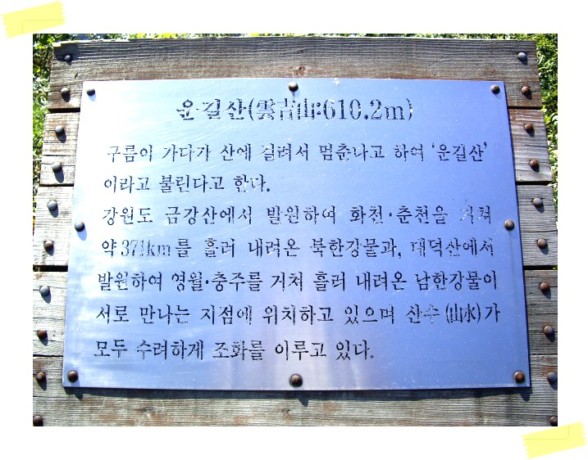 운길산(雲吉山:610.2m)
구름이 가다가 산에 걸려서 멈춘다고 하여 '운길산'
이라고 불린다고 한다.
강원도 금강산에서 발원하여 화천·춘천을 거쳐
약 371km를 흘러 내려온 북한강물과, 대덕산에서
발원하여 영월·충주를 거쳐 흘러 내려온 남한강물이
서로 만나는 지점에 위치하고 있으며 산수(山水)가
모두 수려하게 조화를 이루고 있다.